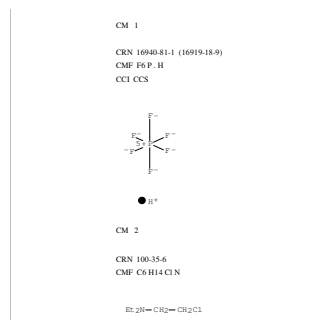 CM 1
CRN 16940-81-1 (16919-18-9)
CMF F6 P . H
CCI CCS
F-
F- F-
5+P
-F F-
F-
H+
CM 2
CRN 100-35-6
CMF C6 H14 Cl N
Et2N—CH2—CH2Cl